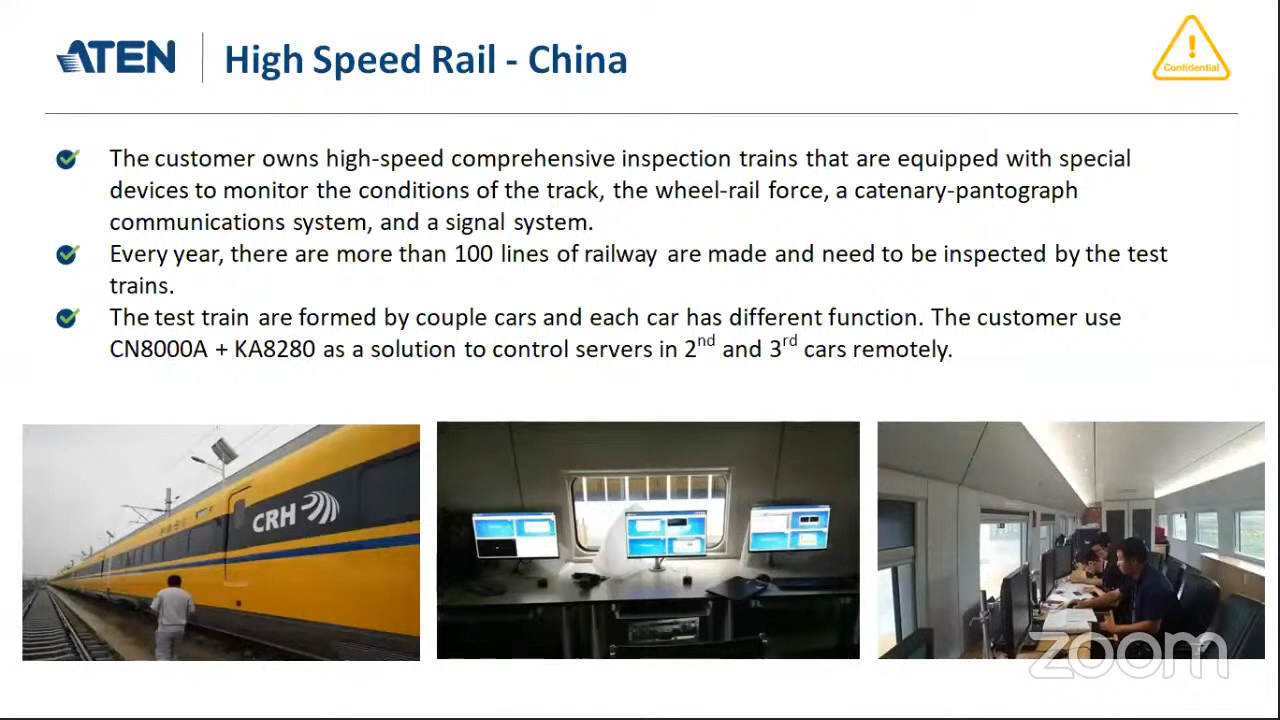 ATEN
High Speed Rail - China
Confidential
The customer owns high-speed comprehensive inspection trains that are equipped with special
devices to monitor the conditions of the track, the wheel-rail force, a catenary-pantograph
communications system, and a signal system.
Every year, there are more than 100 lines of railway are made and need to be inspected by the test
trains.
The test train are formed by couple cars and each car has different function. The customer use
CN8000A + KA8280 as a solution to control servers in 2nd and 3rd cars remotely.
CRH
zoom